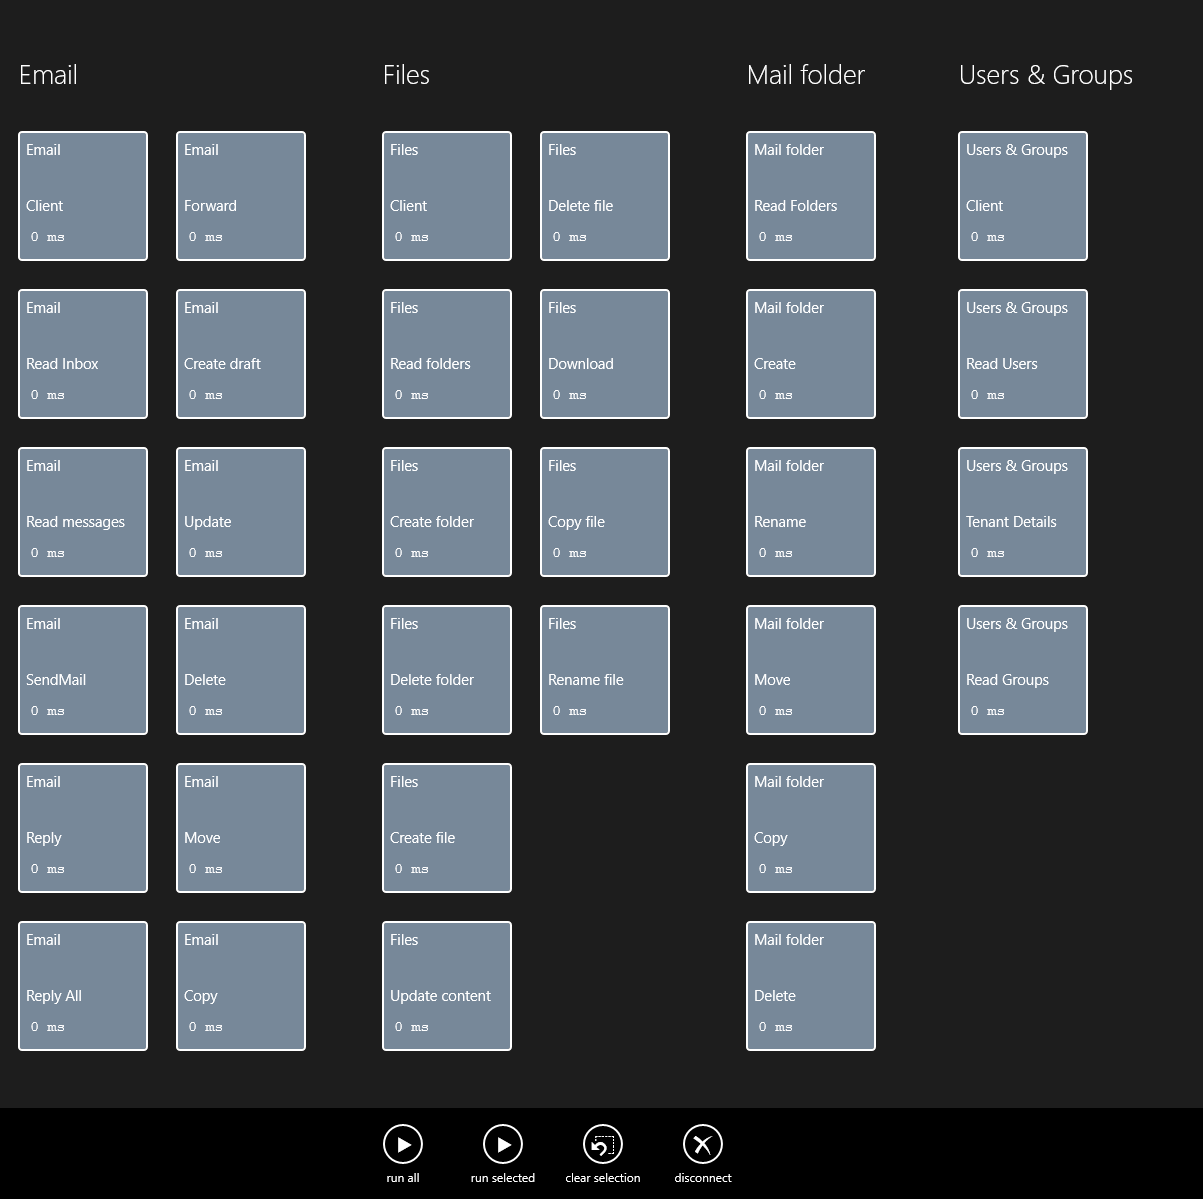 Email
Email
Client
0 ms
Email
Forward
0 ms
Email
Read Inbox
0 ms
Email
Create draft
0 ms
Email
Read messages
0 ms
Email
Update
0 ms
Email
SendMail
0 ms
Email
Delete
0 ms
Email
Reply
0 ms
Email
Move
0 ms
Email
Reply All
0 ms
Email
Copy
0 ms
Files
Files
Client
0 ms
Files
Delete file
0 ms
Files
Read folders
0 ms
Files
Download
0 ms
Files
Create folder
0 ms
Files
Copy file
0 ms
Files
Delete folder
0 ms
Files
Rename file
0 ms
Files
Create file
0 ms
Files
Update content
0 ms
Mail folder
Mail folder
Read Folders
0 ms
Mail folder
Create
0 ms
Mail folder
Rename
0 ms
Mail folder
Move
0 ms
Mail folder
Copy
0 ms
Mail folder
Delete
0 ms
Users & Groups
Users & Groups
Client
0 ms
Users & Groups
Read Users
0 ms
Users & Groups
Tenant Details
0 ms
Users & Groups
Read Groups
0 ms
run all
run selected
clear selection
disconnect